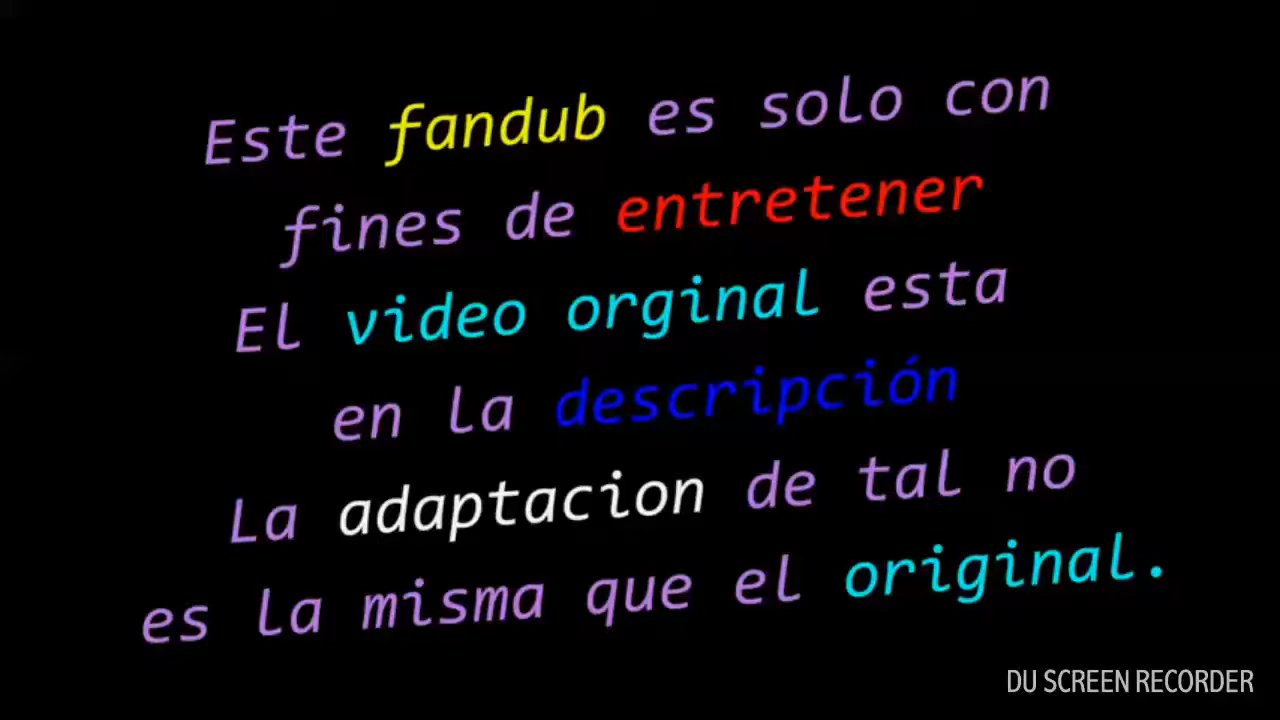 Este fandub es solo con
fines de entretener
El video orginal esta
en la descripción
La adaptacion de tal no
es la misma que el original.
DU SCREEN RECORDER